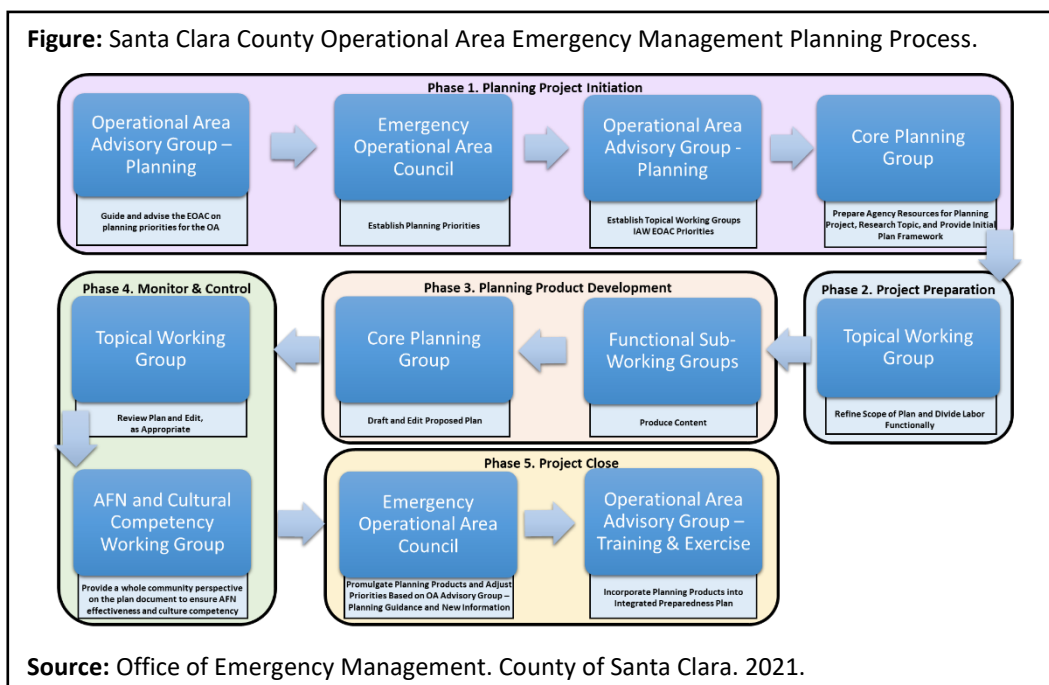 Figure: Santa Clara County Operational Area Emergency Management Planning Process.
Phase 1. Planning Project Initiation
Operational Area
Advisory Group –
Planning
Guide and advise the EOAC on
planning priorities for the OA
Emergency
Operational Area
Council
Establish Planning Priorities
Operational Area
Advisory Group -
Planning
Establish Topical Working Groups
IAW EOAC Priorities
Core Planning
Group
Prepare Agency Resources for Planning
Project, Research Topic, and Provide Initial
Plan Framework
Phase 2. Project Preparation
Topical Working
Group
Refine Scope of Plan and Divide Labor
Functionally
Phase 3. Planning Product Development
Functional Sub-
Working Groups
Produce Content
Core Planning
Group
Draft and Edit Proposed Plan
Phase 4. Monitor & Control
Topical Working
Group
Review Plan and Edit,
as Appropriate
AFN and Cultural
Competency
Working Group
Provide a whole community perspective
on the plan document to ensure AFN
effectiveness and culture competency
Phase 5. Project Close
Emergency
Operational Area
Council
Promulgate Planning Products and Adjust
Priorities Based on OA Advisory Group –
Planning Guidance and New Information
Operational Area
Advisory Group –
Training & Exercise
Incorporate Planning Products into
Integrated Preparedness Plan
Source: Office of Emergency Management. County of Santa Clara. 2021.